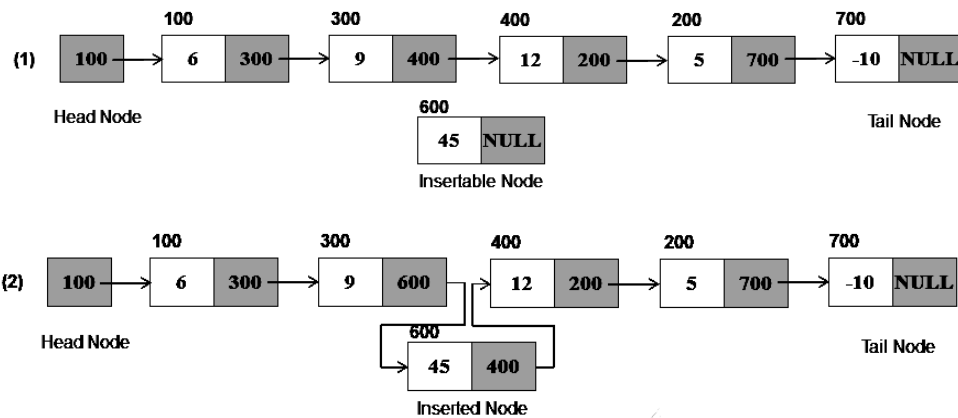 100 300 400 200 700
(1) 100 6 300 9 400 12 200 5 700 -10 NULL
Head Node Tail Node
600
45 NULL
Insertable Node
100 300 400 200 700
(2) 100 6 300 9 600 12 200 5 700 -10 NULL
Head Node Tail Node
600
45 400
Inserted Node